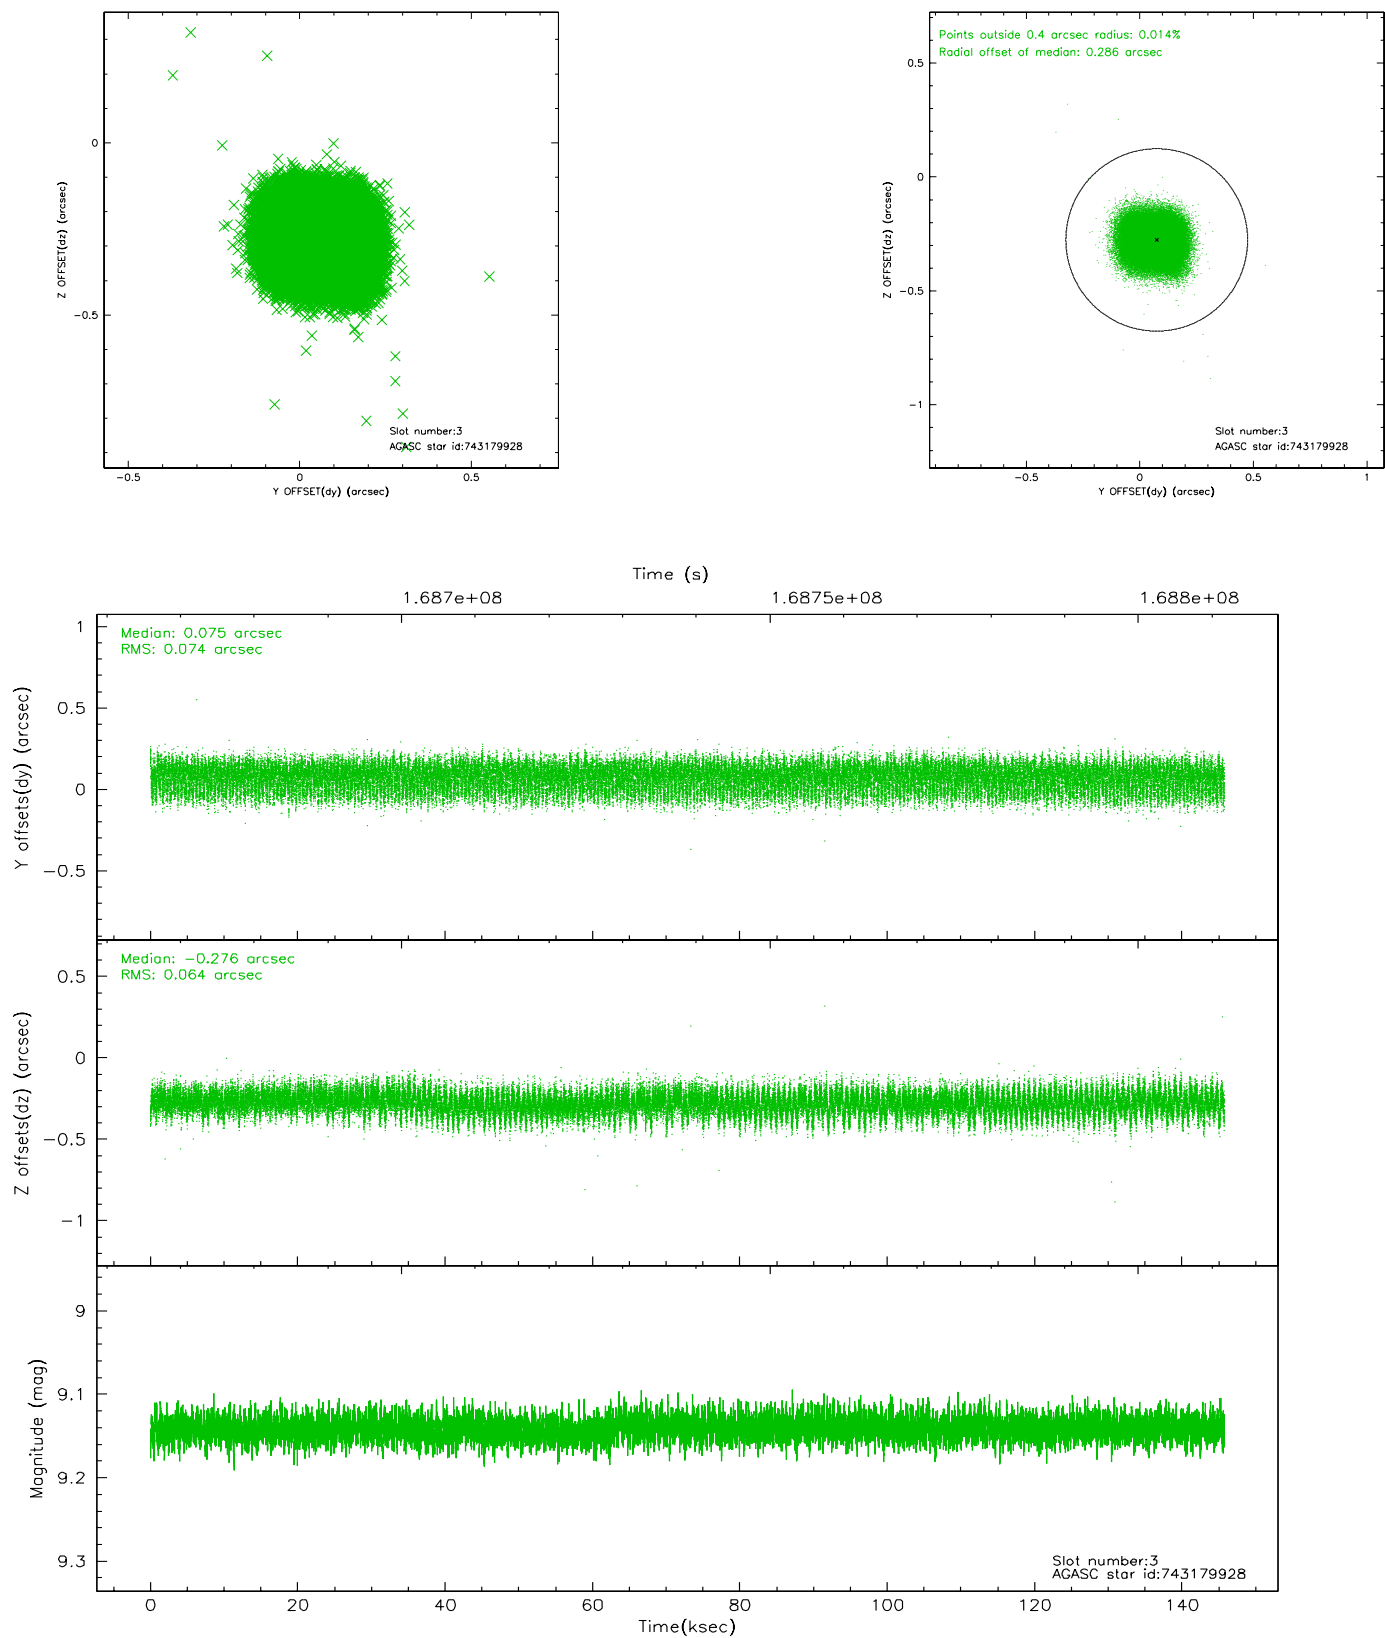 0
−0.5
Z OFFSET(dz) (arcsec)
−0.5
0
0.5
Y OFFSET(dy) (arcsec)
Slot number:3
AGASC star id:743179928
Points outside 0.4 arcsec radius: 0.014%
Radial offset of median: 0.286 arcsec
0.5
0
−0.5
−1
Z OFFSET(dz) (arcsec)
−0.5
0
0.5
1
Y OFFSET(dy) (arcsec)
Slot number:3
AGASC star id:743179928
Time (s)
1.687e+08
1.6875e+08
1.688e+08
Median: 0.075 arcsec
RMS: 0.074 arcsec
1
0.5
0
−0.5
Y offsets(dy) (arcsec)
Median: −0.276 arcsec
RMS: 0.064 arcsec
0.5
0
−0.5
−1
Z offsets(dz) (arcsec)
9
9.1
9.2
9.3
Magnitude (mag)
Slot number:3
AGASC star id:743179928
0
20
40
60
80
100
120
140
Time(ksec)